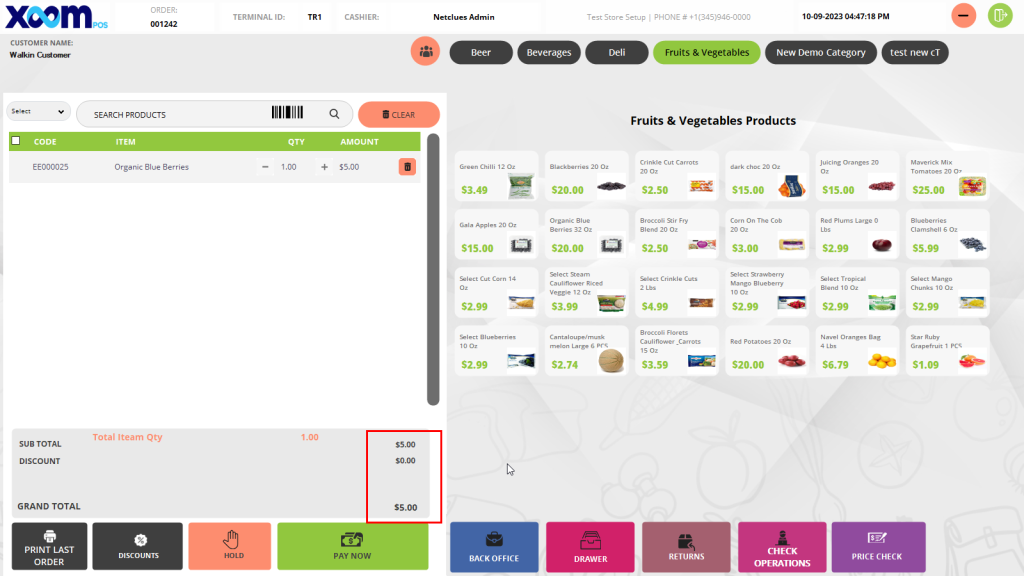 XOOM POS
ORDER:
001242
TERMINAL ID: TR1 CASHIER: Netclues Admin
Test Store Setup | PHONE # +1(345)946-0000
10-09-2023 04:47:18 PM
CUSTOMER NAME:
Walkin Customer
Beer Beverages Deli Fruits & Vegetables New Demo Category test new cT
Select
SEARCH PRODUCTS
CLEAR
CODE ITEM QTY AMOUNT
EE000025 Organic Blue Berries − 1.00 + $5.00
Fruits & Vegetables Products
Green Chilli 12 Oz
$3.49
Blackberries 20 Oz
$20.00
Crinkle Cut Carrots
20 Oz
$2.50
dark choc 20 Oz
$15.00
Juicing Oranges 20
Oz
$15.00
Maverick Mix
Tomatoes 20 Oz
$25.00
Gala Apples 20 Oz
$15.00
Organic Blue
Berries 32 Oz
$20.00
Broccoli Stir Fry
Blend 20 Oz
$2.50
Corn On The Cob
20 Oz
$3.00
Red Plums Large 0
Lbs
$2.99
Blueberries
Clamshell 6 Oz
$5.99
Select Cut Corn 14
Oz
$2.99
Select Steam
Cauliflower Riced
Veggie 12 Oz
$3.99
Select Crinkle Cuts
2 Lbs
$4.99
Select Strawberry
Mango Blueberry
10 Oz
$2.99
Select Tropical
Blend 10 Oz
$2.99
Select Mango
Chunks 10 Oz
$2.99
Select Blueberries
10 Oz
$2.99
Cantaloupe/musk
melon Large 6 PCS
$2.74
Broccoli Florets
Cauliflower _Carrots
15 Oz
$3.59
Red Potatoes 20 Oz
$20.00
Navel Oranges Bag
4 Lbs
$6.79
Star Ruby
Grapefruit 1 PCS
$1.09
Total Iteam Qty 1.00
SUB TOTAL $5.00
DISCOUNT $0.00
GRAND TOTAL $5.00
PRINT LAST
ORDER
DISCOUNTS
HOLD
PAY NOW
BACK OFFICE
DRAWER
RETURNS
CHECK
OPERATIONS
PRICE CHECK